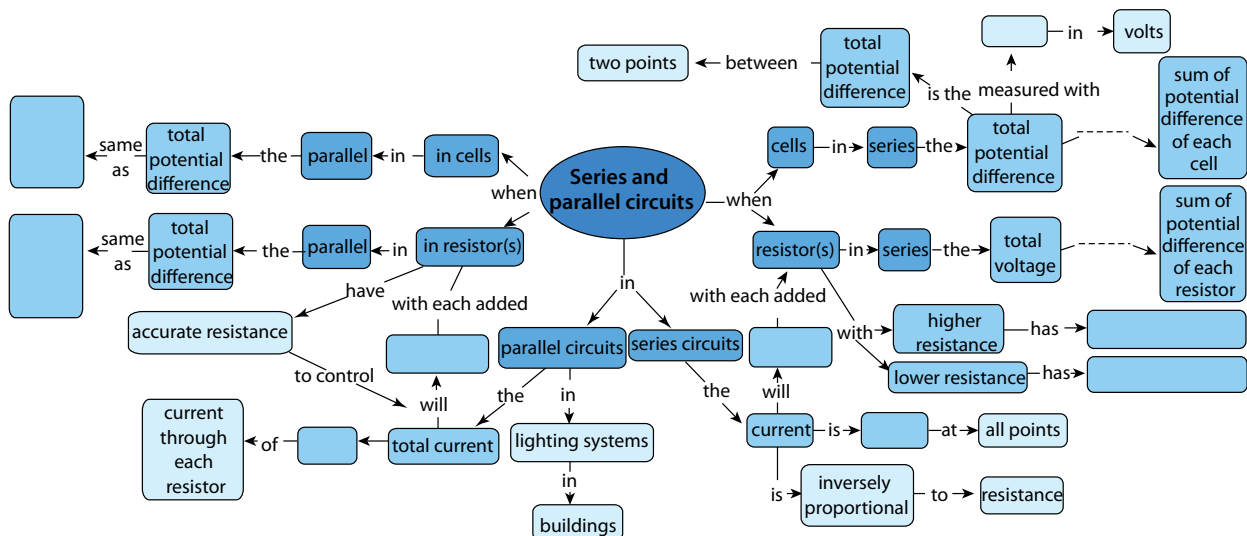 in
volts
two points
between
total
potential
difference
is the
measured with
sum of
potential
difference
of each
cell
same
as
total
potential
difference
the
parallel
in
in cells
when
Series and
parallel circuits
when
cells
in
series
the
total
potential
difference
same
as
total
potential
difference
the
parallel
in
in resistor(s)
resistor(s)
in
series
the
total
voltage
sum of
potential
difference
of each
resistor
have
with each added
in
with each added
accurate resistance
parallel circuits
series circuits
with
higher
resistance
has
lower resistance
has
to control
will
the
in
the
will
current
through
each
resistor
of
total current
lighting systems
current
is
at
all points
in
is
inversely
proportional
to
resistance
buildings